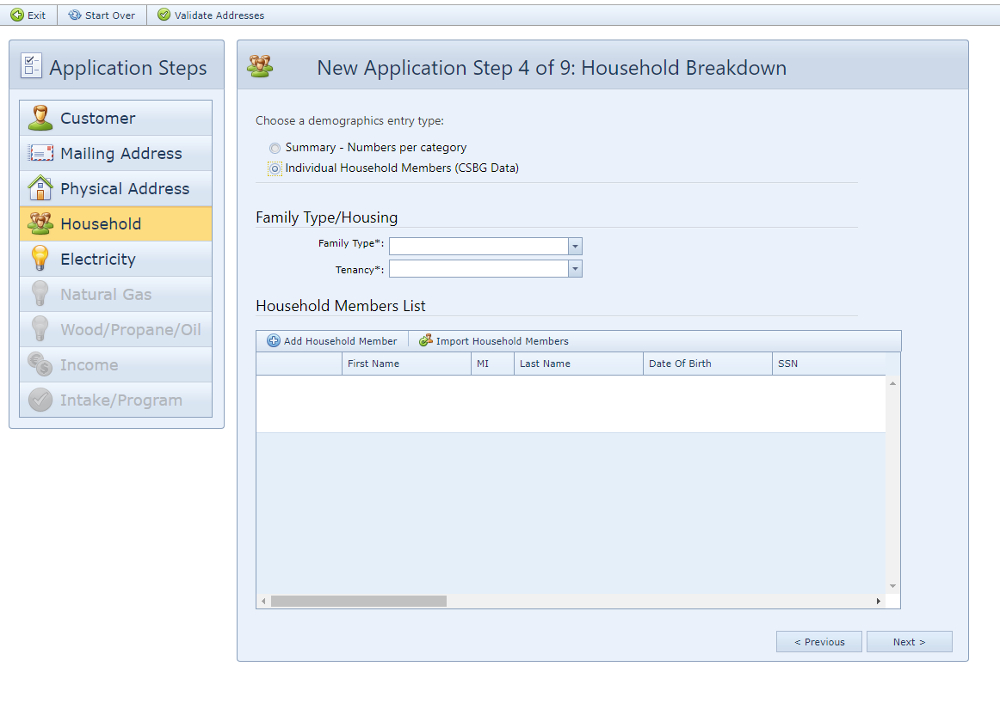 Exit Start Over Validate Addresses
Application Steps
Customer
Mailing Address
Physical Address
Household
Electricity
Natural Gas
Wood/Propane/Oil
Income
Intake/Program
New Application Step 4 of 9: Household Breakdown
Choose a demographics entry type:
Summary - Numbers per category
Individual Household Members (CSBG Data)
Family Type/Housing
Family Type*:
Tenancy*:
Household Members List
Add Household Member Import Household Members
First Name MI Last Name Date Of Birth SSN
< Previous Next >